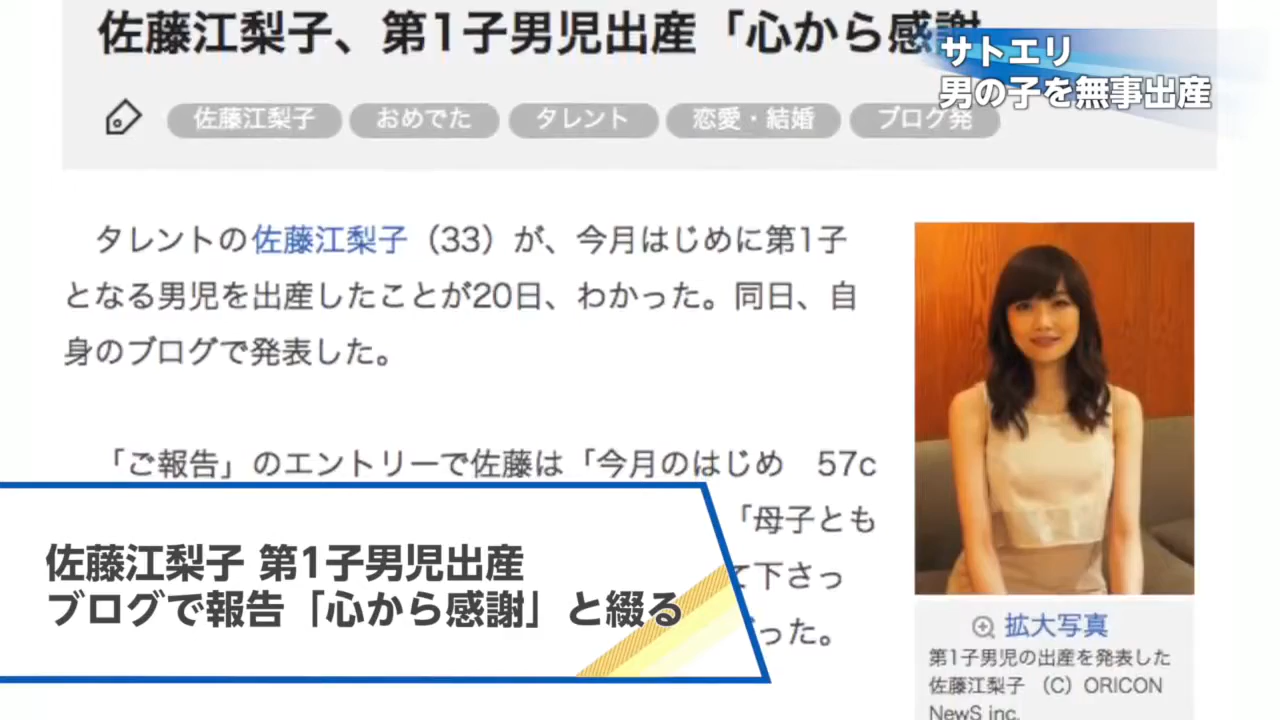 佐藤江梨子、第1子男児出産「心から感謝
サトエリ
男の子を無事出産
佐藤江梨子 おめでた タレント 恋愛・結婚 ブログ発
タレントの佐藤江梨子（33）が、今月はじめに第1子
となる男児を出産したことが20日、わかった。同日、自
身のブログで発表した。
「ご報告」のエントリーで佐藤は「今月のはじめ 57c
「母子とも
て下さっ
った。
佐藤江梨子 第1子男児出産
ブログで報告「心から感謝」と綴る
拡大写真
第1子男児の出産を発表した
佐藤江梨子 （C）ORICON
NewS inc.